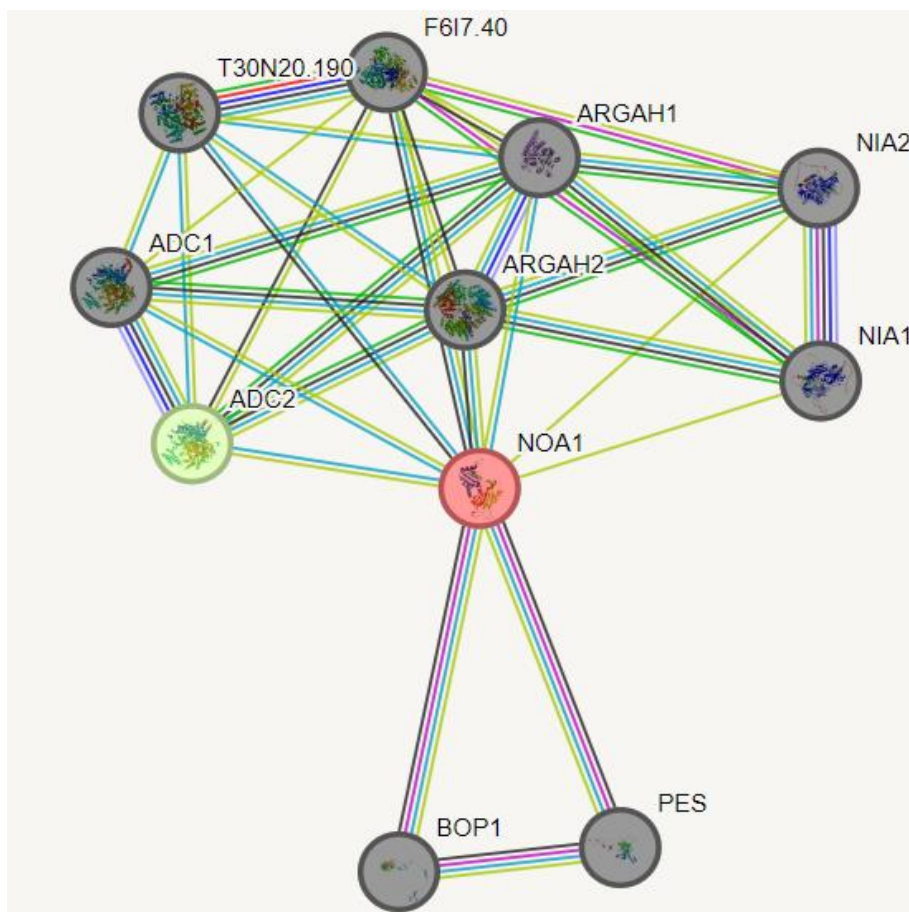 F6I7.40
T30N20.190
ARGAH1
NIA2
ADC1
ARGAH2
NIA1
ADC2
NOA1
PES
BOP1